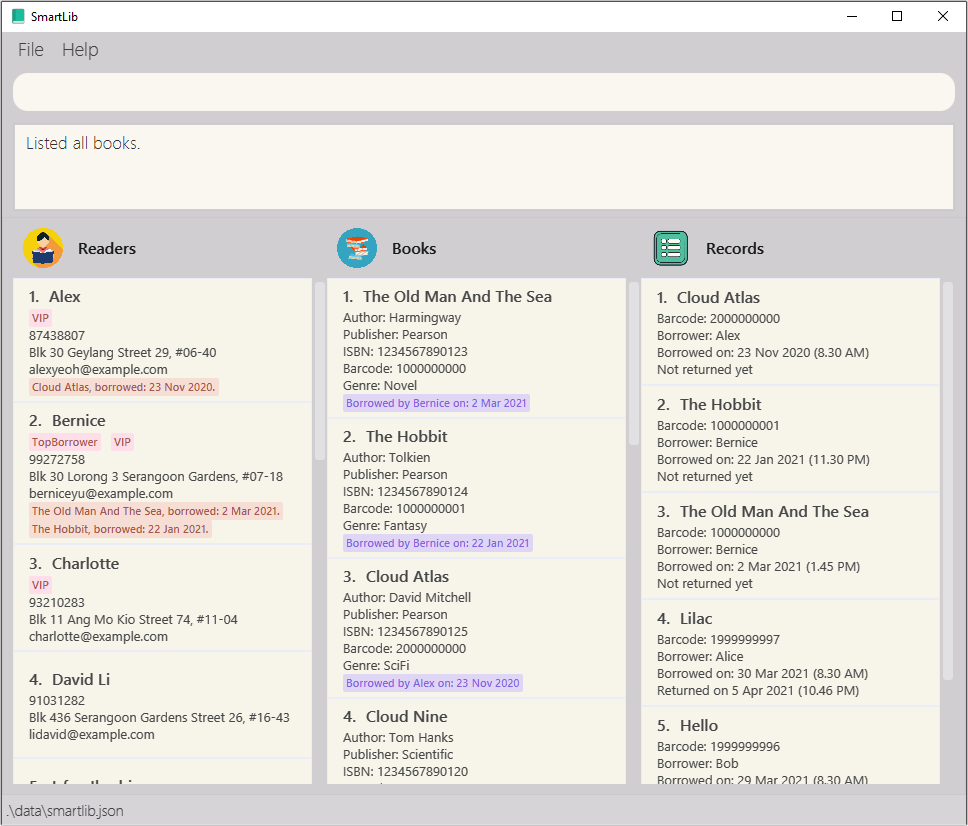 SmartLib
File Help
Listed all books.
Readers
1. Alex
VIP
87438807
Blk 30 Geylang Street 29, #06-40
alexyeoh@example.com
Cloud Atlas, borrowed: 23 Nov 2020.
2. Bernice
TopBorrower VIP
99272758
Blk 30 Lorong 3 Serangoon Gardens, #07-18
berniceyu@example.com
The Old Man And The Sea, borrowed: 2 Mar 2021.
The Hobbit, borrowed: 22 Jan 2021.
3. Charlotte
VIP
93210283
Blk 11 Ang Mo Kio Street 74, #11-04
charlotte@example.com
4. David Li
91031282
Blk 436 Serangoon Gardens Street 26, #16-43
lidavid@example.com
Books
1. The Old Man And The Sea
Author: Harmingway
Publisher: Pearson
ISBN: 1234567890123
Barcode: 1000000000
Genre: Novel
Borrowed by Bernice on: 2 Mar 2021
2. The Hobbit
Author: Tolkien
Publisher: Pearson
ISBN: 1234567890124
Barcode: 1000000001
Genre: Fantasy
Borrowed by Bernice on: 22 Jan 2021
3. Cloud Atlas
Author: David Mitchell
Publisher: Pearson
ISBN: 1234567890125
Barcode: 2000000000
Genre: SciFi
Borrowed by Alex on: 23 Nov 2020
4. Cloud Nine
Author: Tom Hanks
Publisher: Scientific
ISBN: 1234567890120
Records
1. Cloud Atlas
Barcode: 2000000000
Borrower: Alex
Borrowed on: 23 Nov 2020 (8.30 AM)
Not returned yet
2. The Hobbit
Barcode: 1000000001
Borrower: Bernice
Borrowed on: 22 Jan 2021 (11.30 PM)
Not returned yet
3. The Old Man And The Sea
Barcode: 1000000000
Borrower: Bernice
Borrowed on: 2 Mar 2021 (1.45 PM)
Not returned yet
4. Lilac
Barcode: 1999999997
Borrower: Alice
Borrowed on: 30 Mar 2021 (8.30 AM)
Returned on 5 Apr 2021 (10.46 PM)
5. Hello
Barcode: 1999999996
Borrower: Bob
Borrowed on: 29 Mar 2021 (8.30 AM)
.\data\smartlib.json